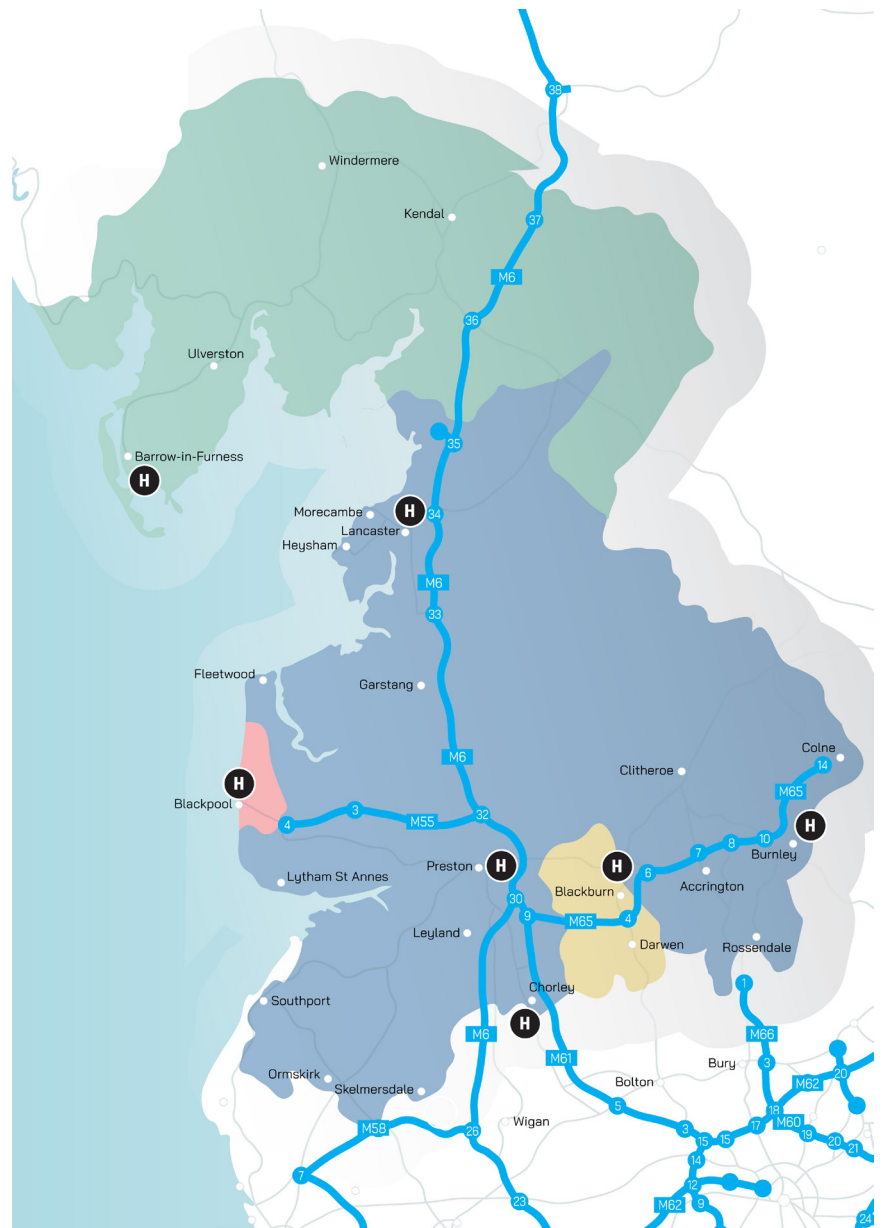 38
Windermere
Kendal
37
M6
36
Ulverston
35
Barrow-in-Furness
H
Morecambe
H
34
Lancaster
Heysham
M6
33
Fleetwood
Garstang
M6
Colne
14
Clitheroe
H
M65
Blackpool
32
3
M55
4
H
10
8
Burnley
7
Preston
H
H
6
Accrington
Lytham St Annes
Blackburn
30
9
M65
4
Leyland
Darwen
Rossendale
1
Southport
Chorley
H
M6
M66
M61
Bury
3
Ormskirk
Bolton
M62
20
Skelmersdale
5
18
Wigan
M58
26
17
M60
3
15
15
19
20
21
14
7
12
23
M62
9
24